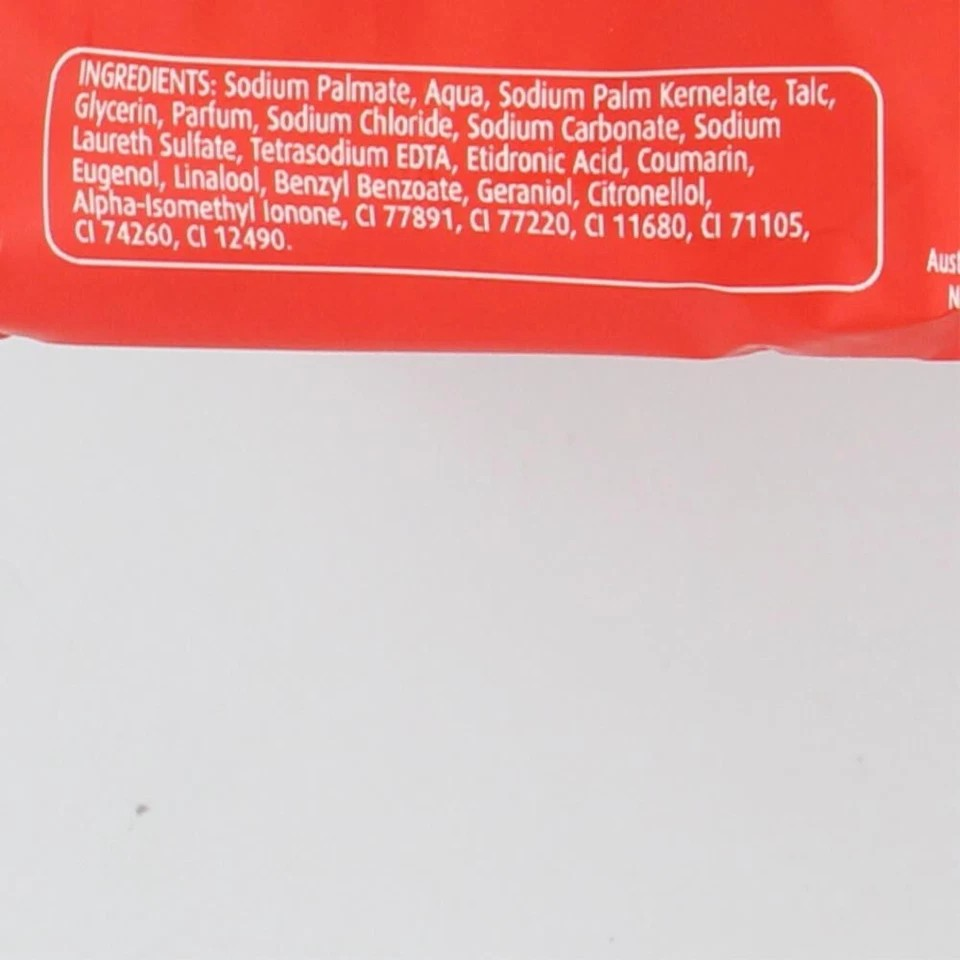 INGREDIENTS: Sodium Palmate, Aqua, Sodium Palm Kernelate, Talc,
Glycerin, Parfum, Sodium Chloride, Sodium Carbonate, Sodium
Laureth Sulfate, Tetrasodium EDTA, Etidronic Acid, Coumarin,
Eugenol, Linalool, Benzyl Benzoate, Geraniol, Citronellol,
Alpha-Isomethyl Ionone, CI 77891, CI 77220, CI 11680, CI 71105,
CI 74260, CI 12490.
Aust
N